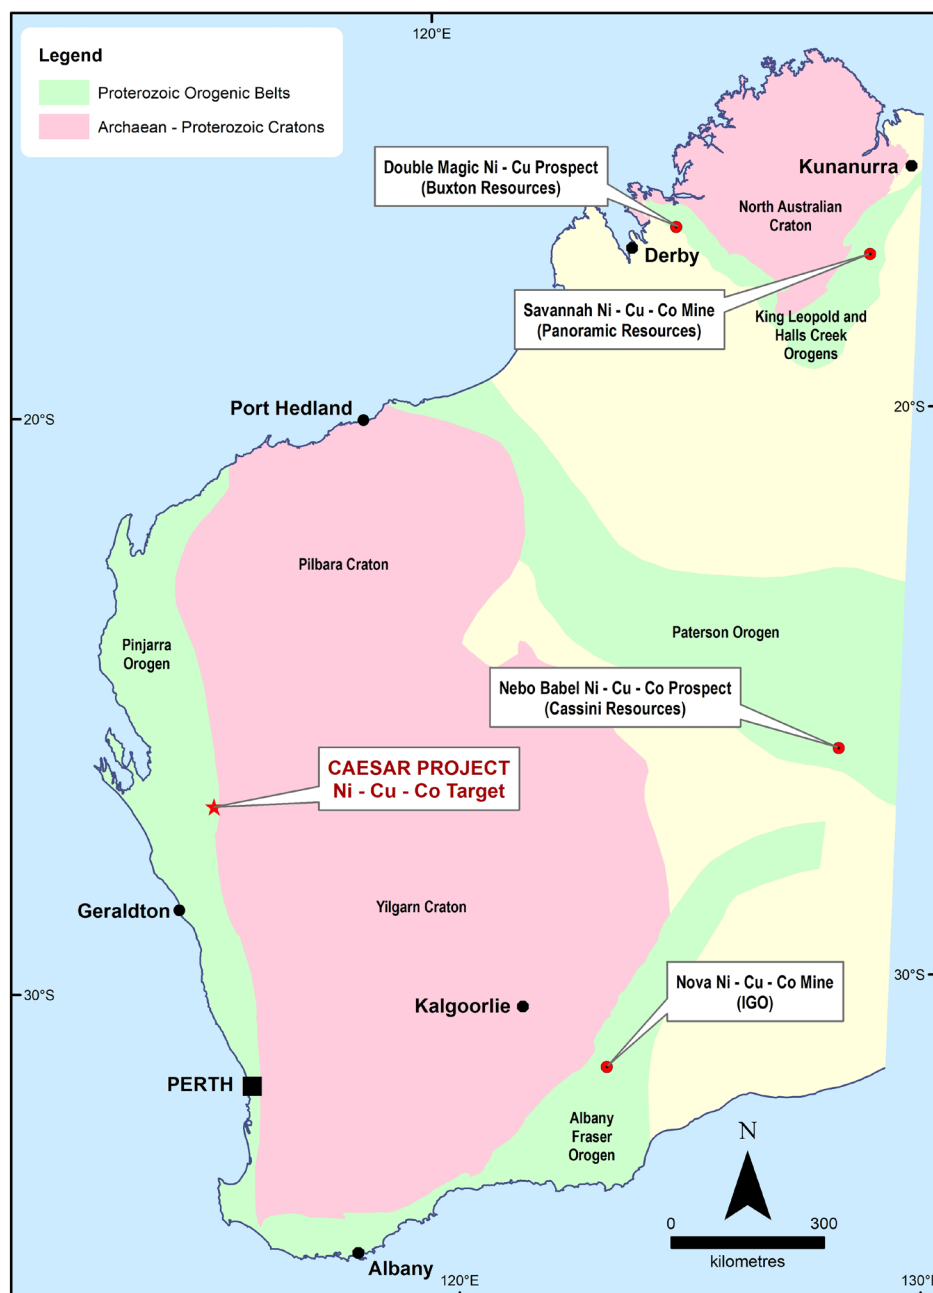 120°E
Legend
Proterozoic Orogenic Belts
Archaean - Proterozoic Cratons
Double Magic Ni - Cu Prospect
(Buxton Resources)
Kunanurra
North Australian
Craton
Derby
Savannah Ni - Cu - Co Mine
(Panoramic Resources)
King Leopold and
Halls Creek
Orogens
Port Hedland
20°S
20°S
Pilbara Craton
Pinjarra
Orogen
Paterson Orogen
Nebo Babel Ni - Cu - Co Prospect
(Cassini Resources)
CAESAR PROJECT
Ni - Cu - Co Target
Geraldton
Yilgarn Craton
30°S
30°S
Nova Ni - Cu - Co Mine
(IGO)
Kalgoorlie
PERTH
Albany
Fraser
Orogen
N
0 300
kilometres
Albany
120°E
130°E